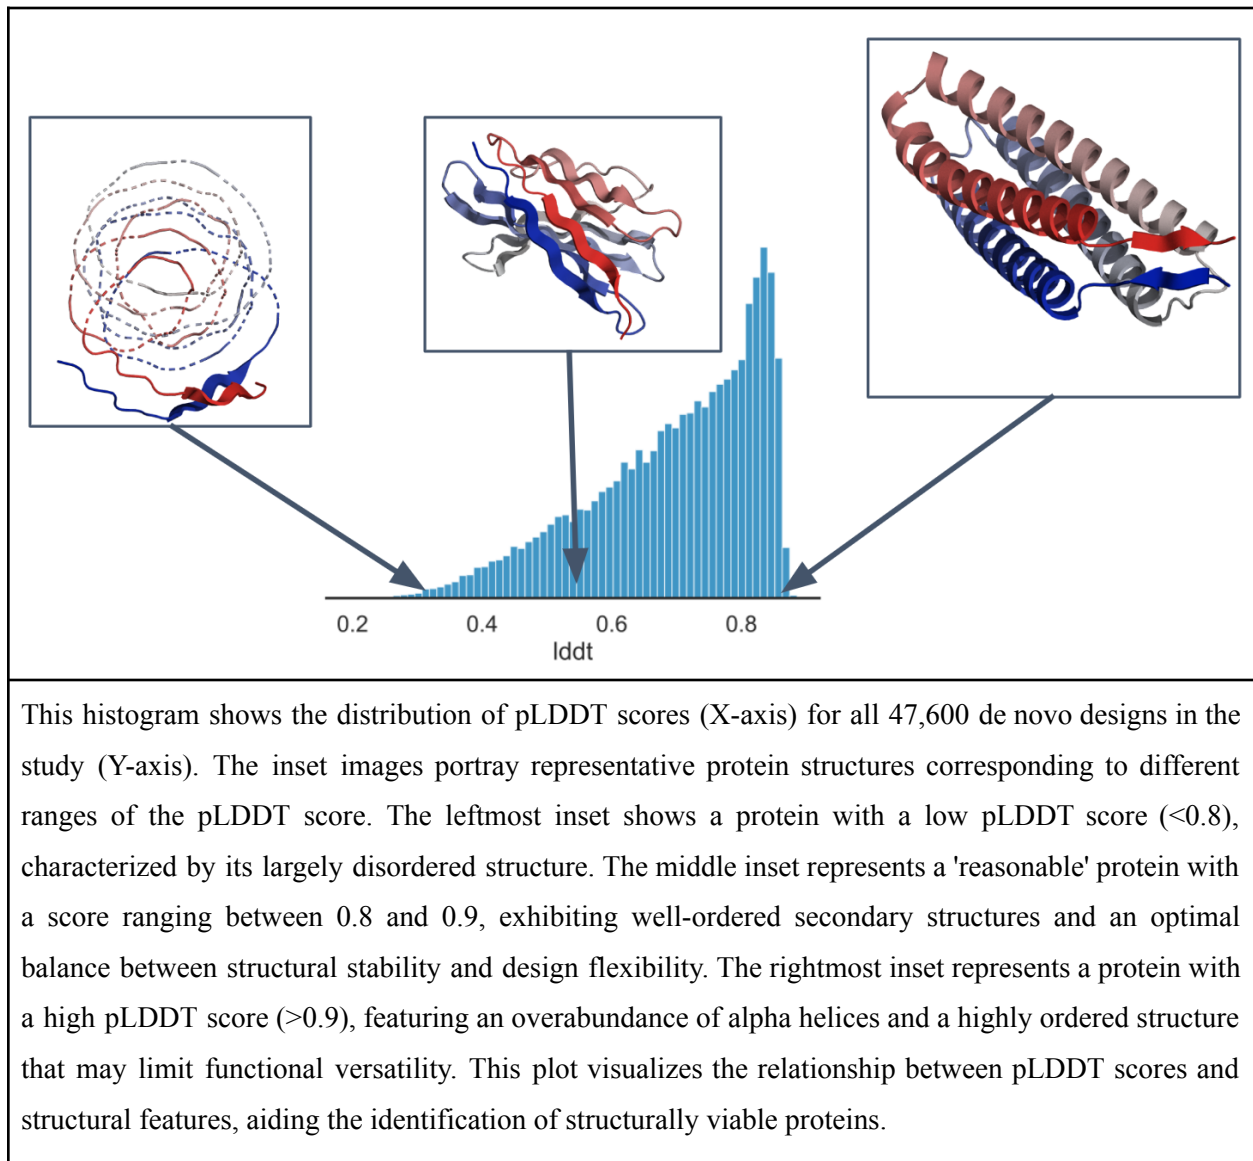 0.2 0.4 0.6 0.8
lddt
This histogram shows the distribution of pLDDT scores (X-axis) for all 47,600 de novo designs in the
study (Y-axis). The inset images portray representative protein structures corresponding to different
ranges of the pLDDT score. The leftmost inset shows a protein with a low pLDDT score (<0.8),
characterized by its largely disordered structure. The middle inset represents a 'reasonable' protein with
a score ranging between 0.8 and 0.9, exhibiting well-ordered secondary structures and an optimal
balance between structural stability and design flexibility. The rightmost inset represents a protein with
a high pLDDT score (>0.9), featuring an overabundance of alpha helices and a highly ordered structure
that may limit functional versatility. This plot visualizes the relationship between pLDDT scores and
structural features, aiding the identification of structurally viable proteins.